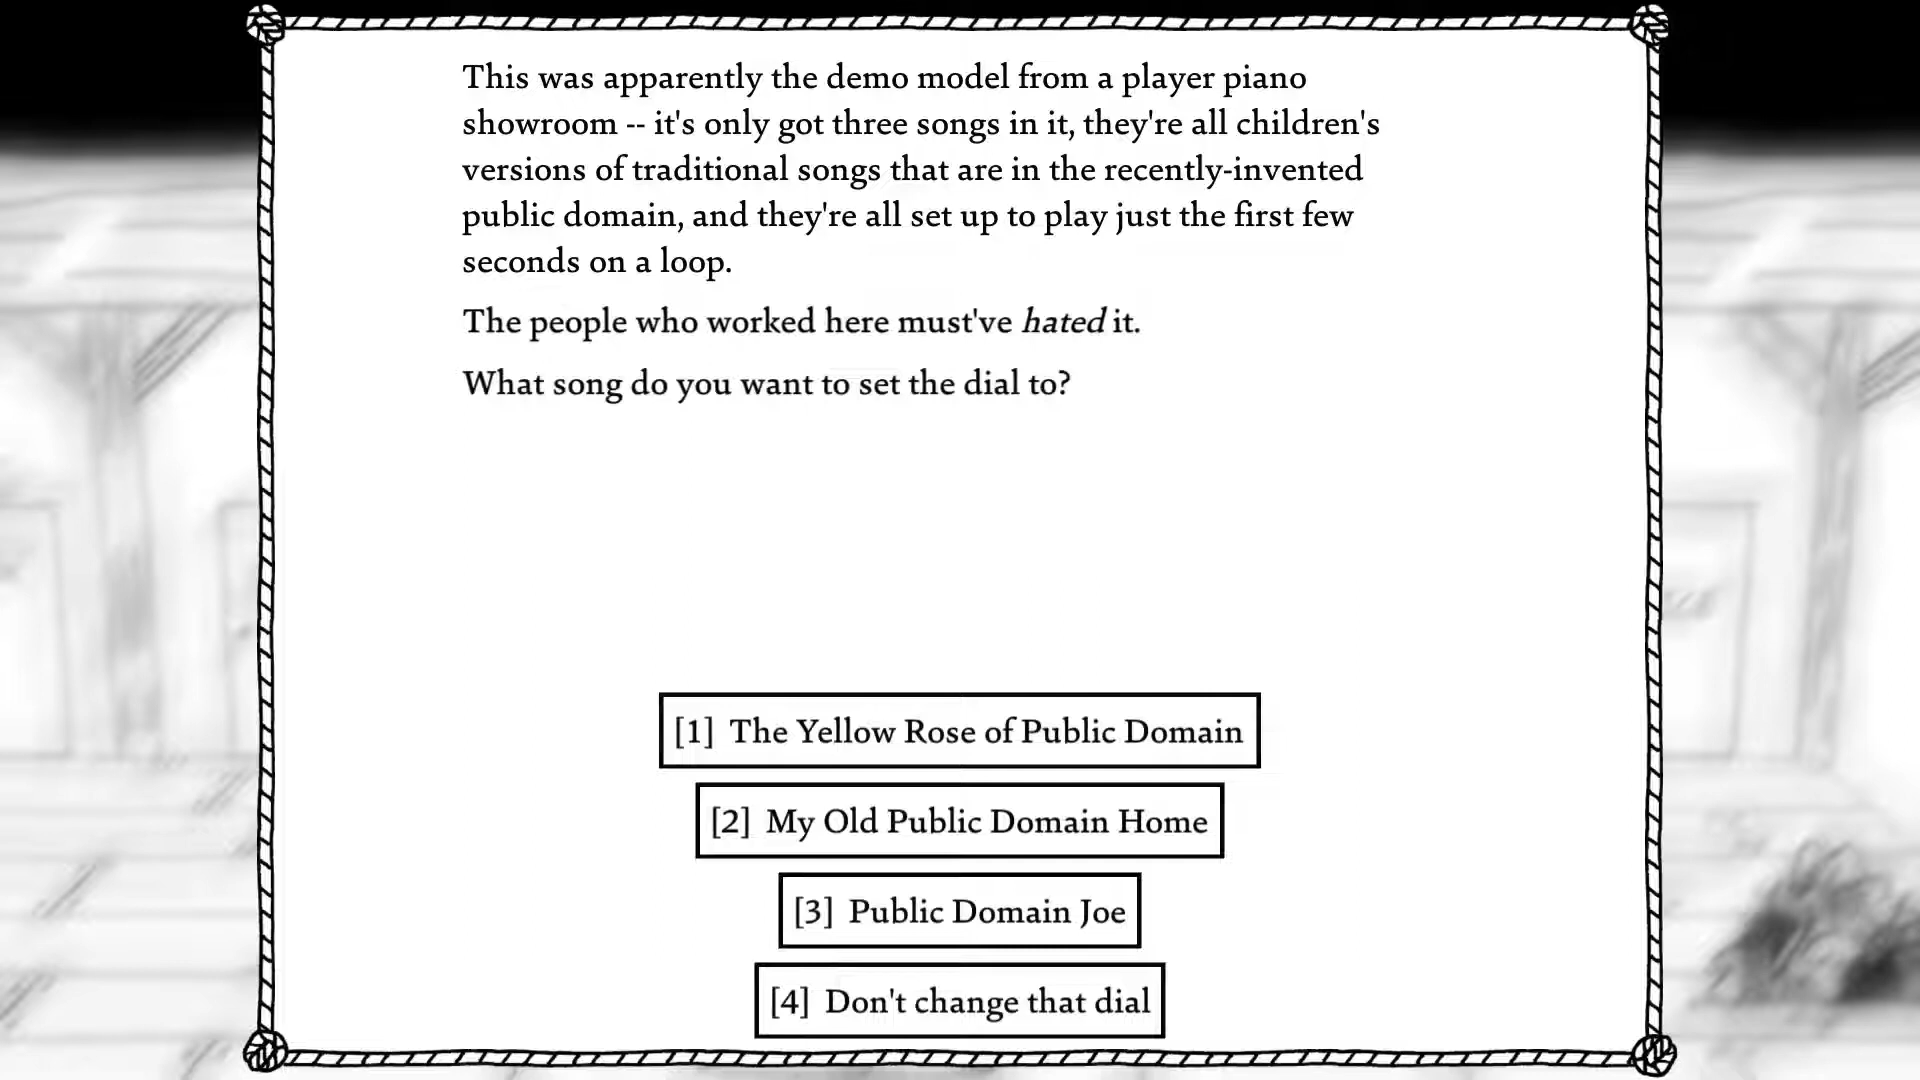 This was apparently the demo model from a player piano
showroom -- it's only got three songs in it, they're all children's
versions of traditional songs that are in the recently-invented
public domain, and they're all set up to play just the first few
seconds on a loop.
The people who worked here must've hated it.
What song do you want to set the dial to?
[1] The Yellow Rose of Public Domain
[2] My Old Public Domain Home
[3] Public Domain Joe
[4] Don't change that dial